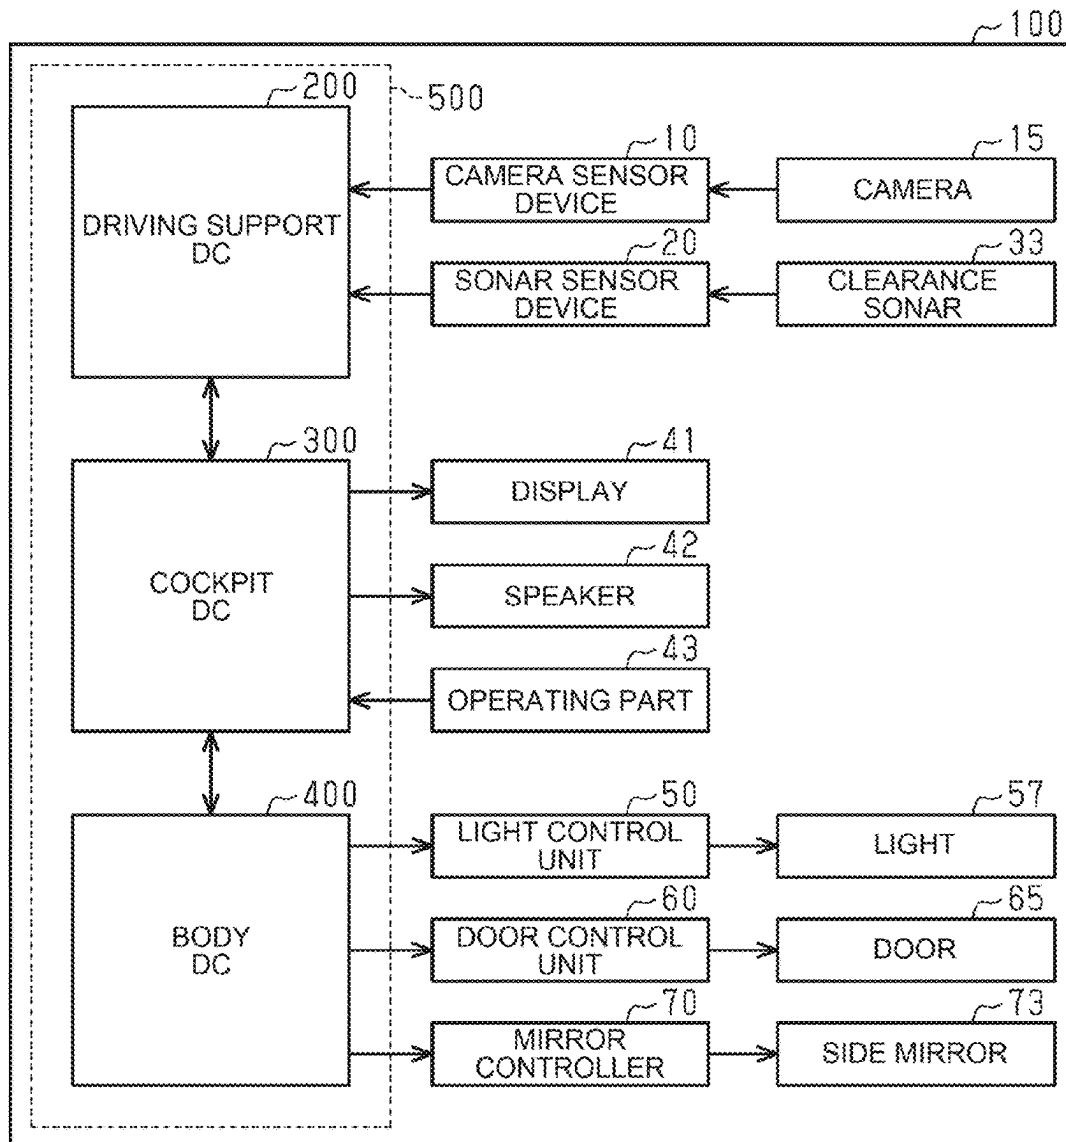 100
200
500
10
15
DRIVING SUPPORT
DC
CAMERA SENSOR
DEVICE
CAMERA
20
33
SONAR SENSOR
DEVICE
CLEARANCE
SONAR
300
41
COCKPIT
DC
DISPLAY
42
SPEAKER
43
OPERATING PART
400
50
57
BODY
DC
LIGHT CONTROL
UNIT
LIGHT
60
65
DOOR CONTROL
UNIT
DOOR
70
73
MIRROR
CONTROLLER
SIDE MIRROR